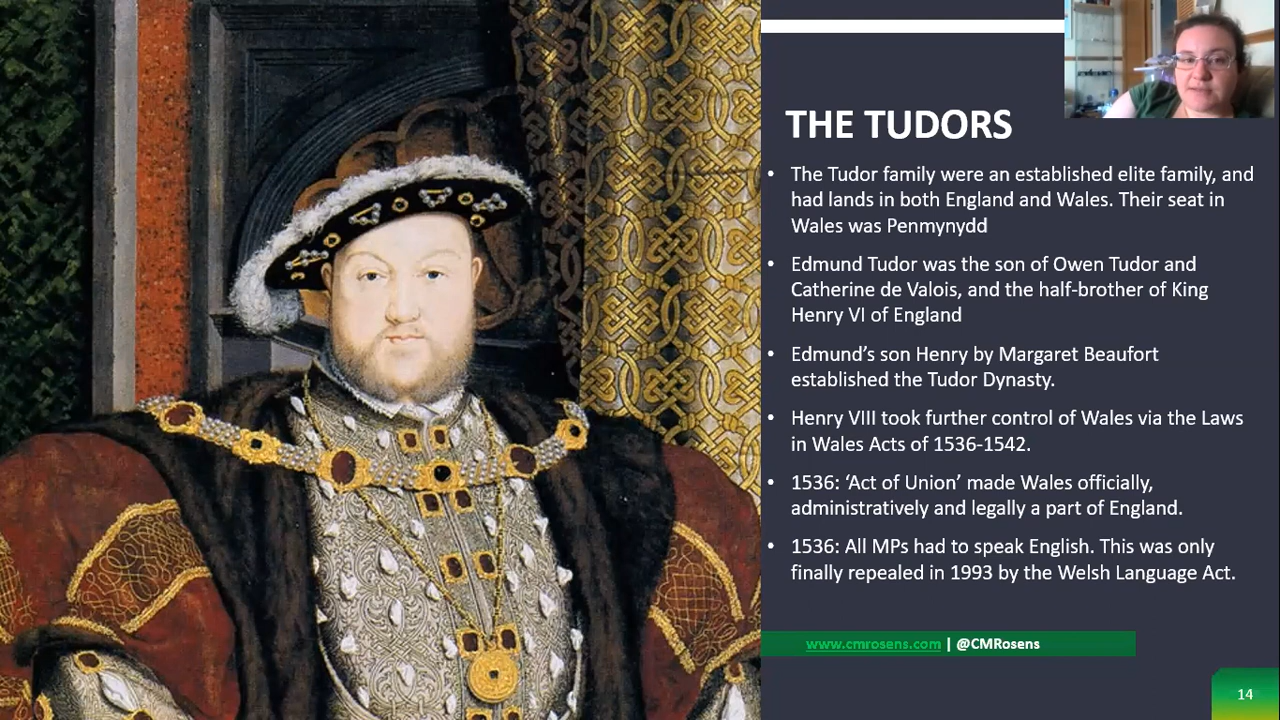 THE TUDORS
• The Tudor family were an established elite family, and
had lands in both England and Wales. Their seat in
Wales was Penmynydd
• Edmund Tudor was the son of Owen Tudor and
Catherine de Valois, and the half-brother of King
Henry VI of England
• Edmund’s son Henry by Margaret Beaufort
established the Tudor Dynasty.
• Henry VIII took further control of Wales via the Laws
in Wales Acts of 1536-1542.
• 1536: ‘Act of Union’ made Wales officially,
administratively and legally a part of England.
• 1536: All MPs had to speak English. This was only
finally repealed in 1993 by the Welsh Language Act.
www.cmrosens.com | @CMRosens
14